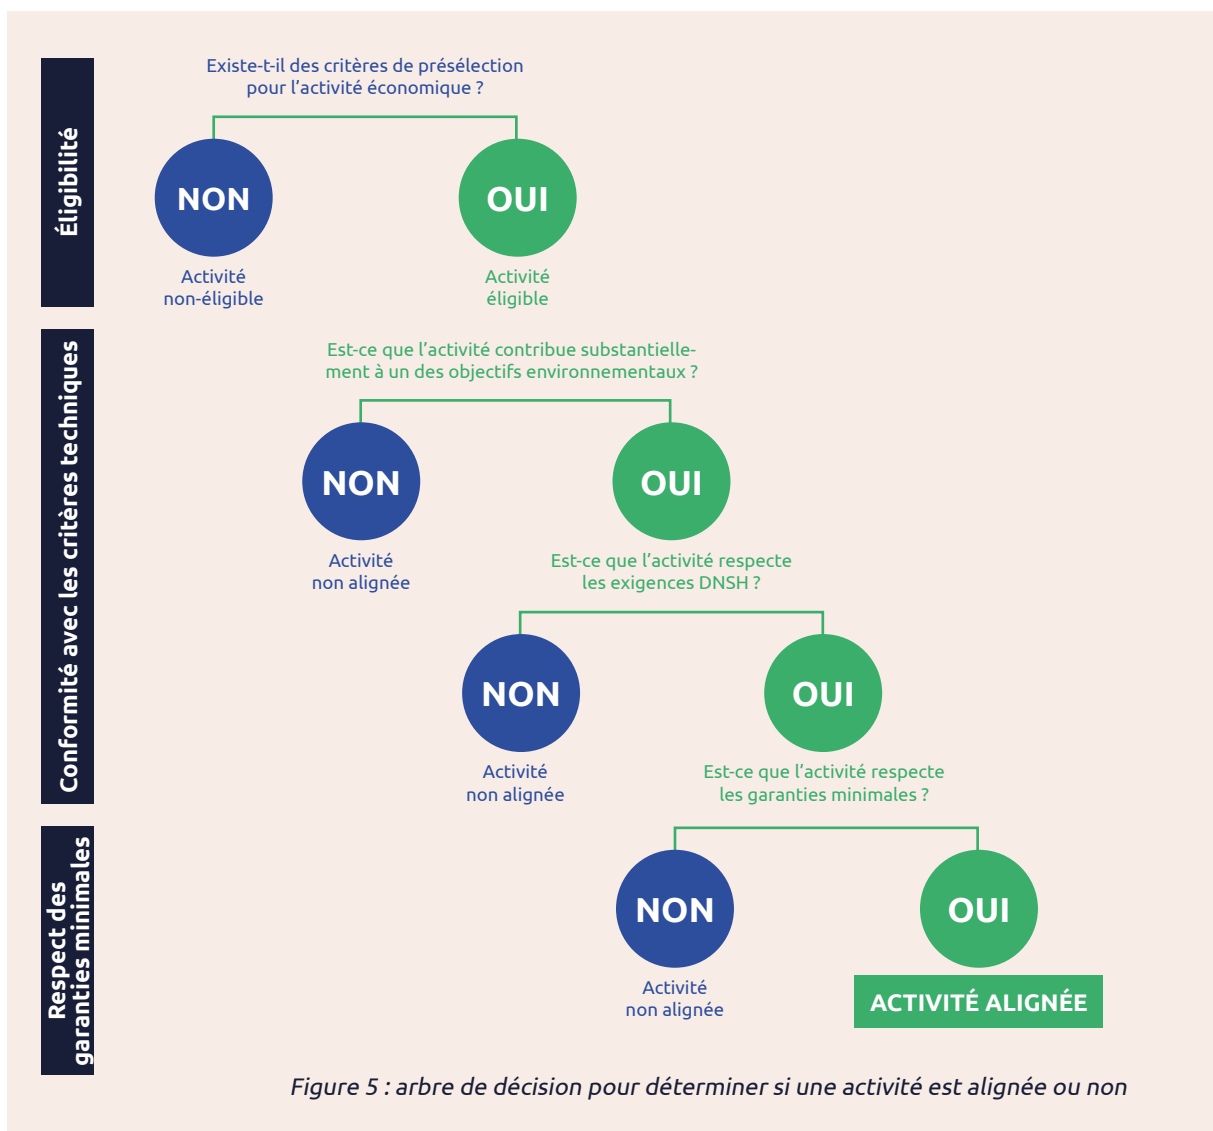 Éligibilité
Existe-t-il des critères de présélection
pour l’activité économique ?
NON
OUI
Activité
non-éligible
Activité
éligible
Conformité avec les critères techniques
Est-ce que l’activité contribue substantielle-
ment à un des objectifs environnementaux ?
NON
OUI
Activité
non alignée
Est-ce que l’activité respecte
les exigences DNSH ?
NON
OUI
Activité
non alignée
Est-ce que l’activité respecte
les garanties minimales ?
Respect des
garanties minimales
NON
OUI
Activité
non alignée
ACTIVITÉ ALIGNÉE
Figure 5 : arbre de décision pour déterminer si une activité est alignée ou non